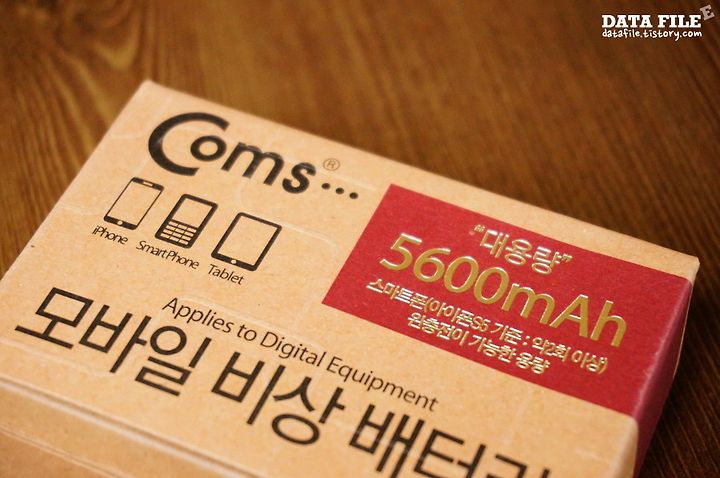 DATA FILE
datafile.tistory.com
Coms®...
iPhone SmartPhone Tablet
"대용량"
5600mAh
스마트폰(아이폰S5 기준 : 약2회 이상)
완충전이 가능한 용량
Applies to Digital Equipment
모바일 비상 배터리